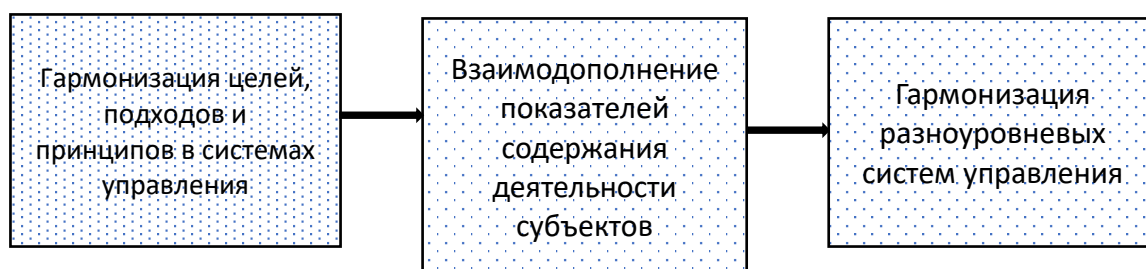 Гармонизация целей,
подходов и
принципов в системах
управления
Взаимодополнение
показателей
содержания
деятельности
субъектов
Гармонизация
разноуровневых
систем управления